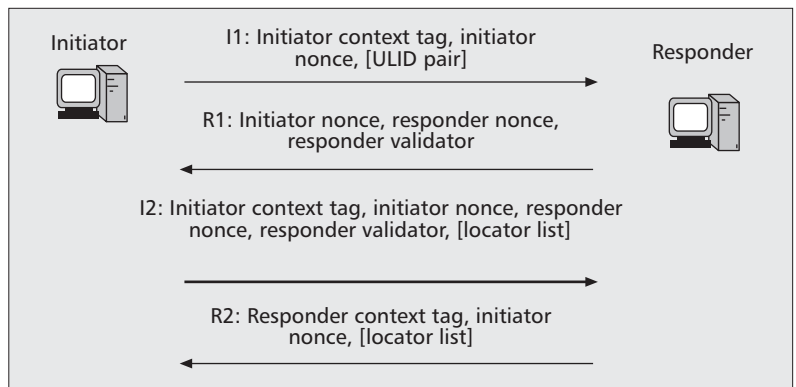 Initiator
I1: Initiator context tag, initiator
nonce, [ULID pair]
Responder
R1: Initiator nonce, responder nonce,
responder validator
I2: Initiator context tag, initiator nonce, responder
nonce, responder validator, [locator list]
R2: Responder context tag, initiator
nonce, [locator list]